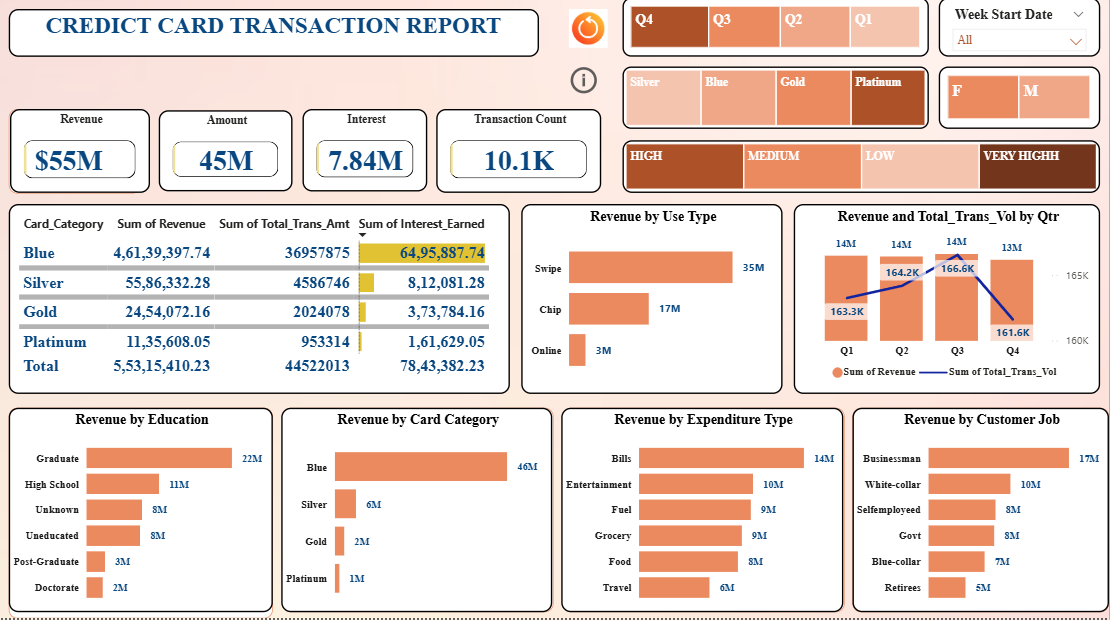 CREDICT CARD TRANSACTION REPORT
Q4 Q3 Q2 Q1
Week Start Date
All
Silver Blue Gold Platinum
F M
HIGH MEDIUM LOW VERY HIGHH
Revenue
$55M
Amount
45M
Interest
7.84M
Transaction Count
10.1K
Card_Category Sum of Revenue Sum of Total_Trans_Amt Sum of Interest_Earned
Blue 4,61,39,397.74 36957875 64,95,887.74
Silver 55,86,332.28 4586746 8,12,081.28
Gold 24,54,072.16 2024078 3,73,784.16
Platinum 11,35,608.05 953314 1,61,629.05
Total 5,53,15,410.23 44522013 78,43,382.23
Revenue by Use Type
Swipe 35M
Chip 17M
Online 3M
Revenue and Total_Trans_Vol by Qtr
14M 14M 14M 13M
163.3K 164.2K 166.6K 161.6K
165K
160K
Q1 Q2 Q3 Q4
Sum of Revenue Sum of Total_Trans_Vol
Revenue by Education
Graduate 22M
High School 11M
Unknown 8M
Uneducated 8M
Post-Graduate 3M
Doctorate 2M
Revenue by Card Category
Blue 46M
Silver 6M
Gold 2M
Platinum 1M
Revenue by Expenditure Type
Bills 14M
Entertainment 10M
Fuel 9M
Grocery 9M
Food 8M
Travel 6M
Revenue by Customer Job
Businessman 17M
White-collar 10M
Selfemployeed 8M
Govt 8M
Blue-collar 7M
Retirees 5M